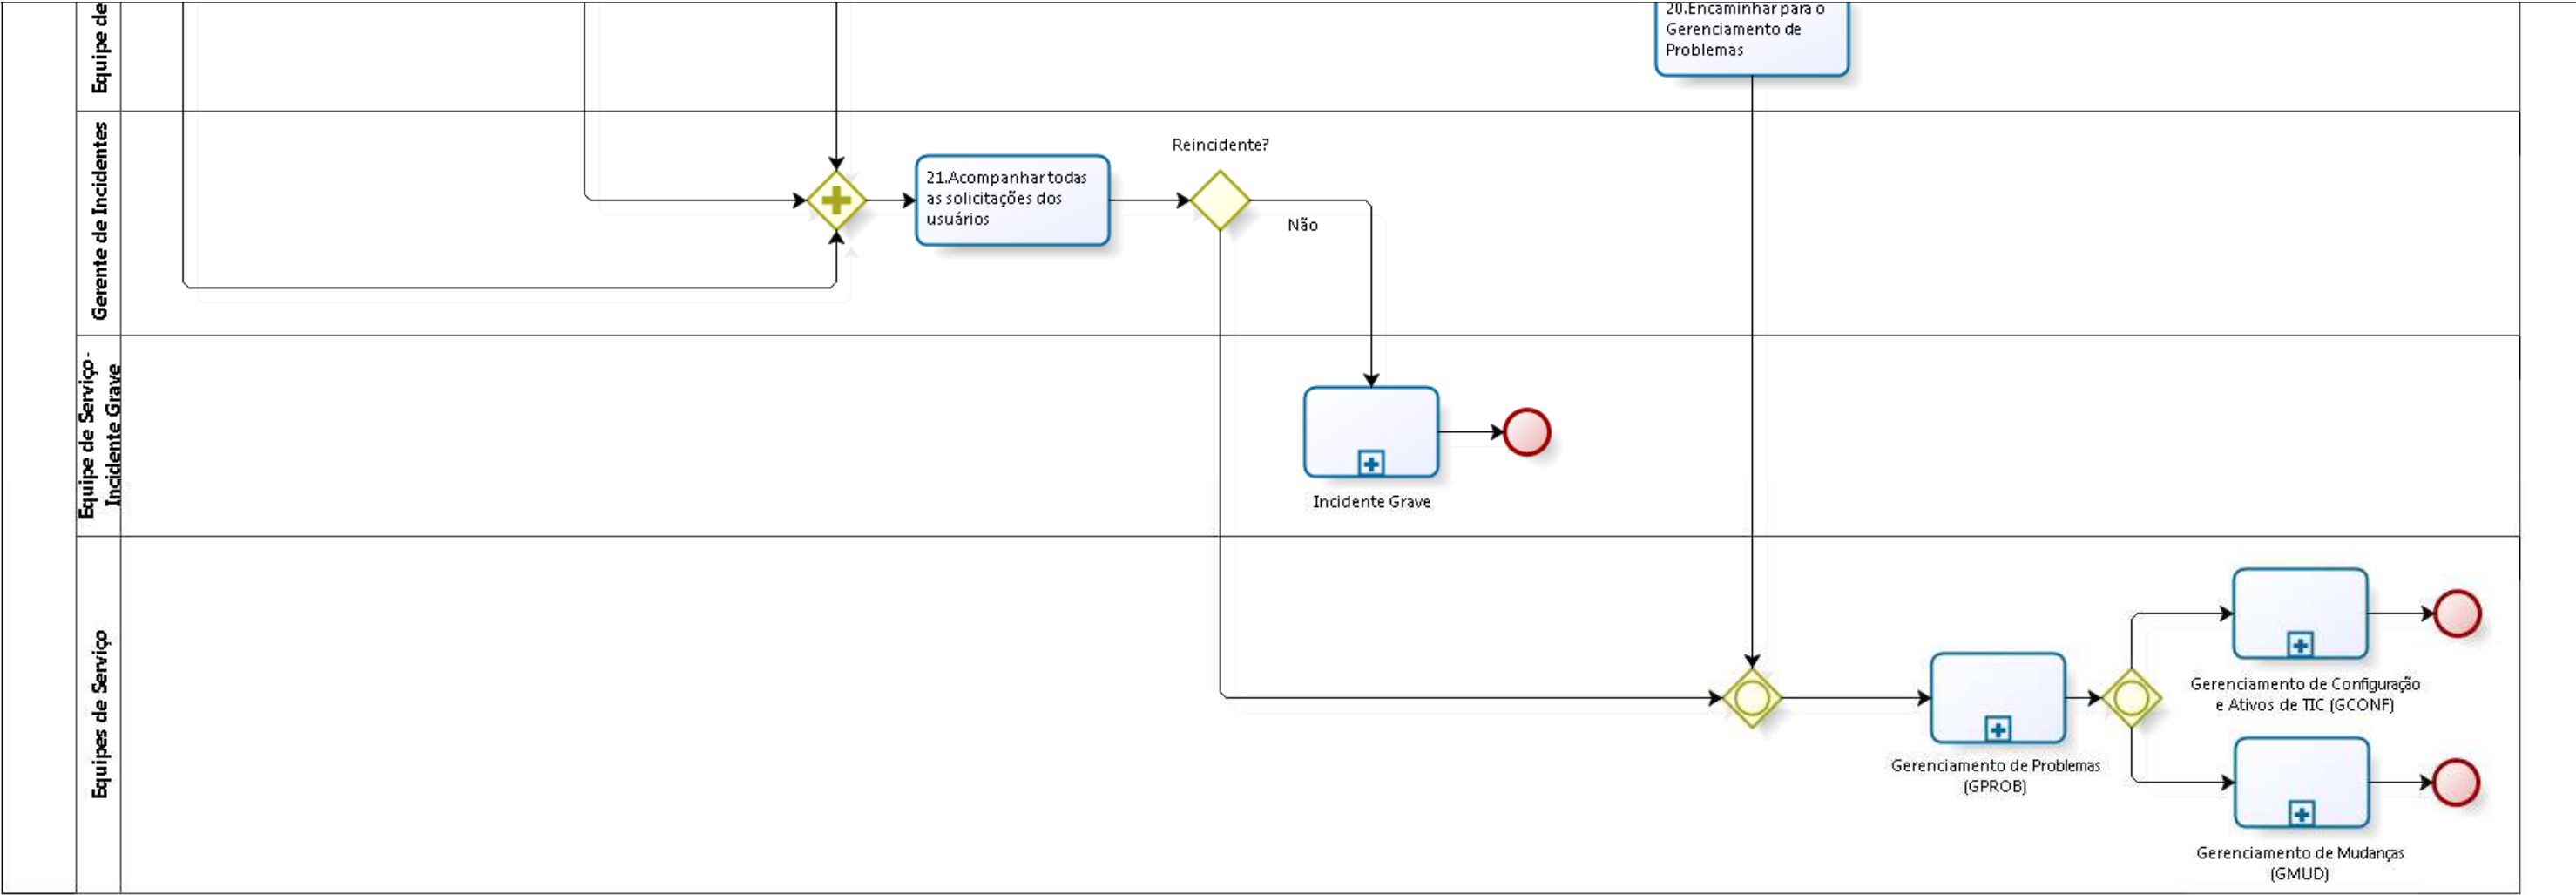 Equipe de
20.Encaminhar para o
Gerenciamento de
Problemas
Gerente de Incidentes
Reincidente?
21.Acompanhar todas
as solicitações dos
usuários
Não
Equipe de Serviço-
Incidente Grave
Incidente Grave
Equipes de Serviço
Gerenciamento de Configuração
e Ativos de TIC (GCONF)
Gerenciamento de Problemas
(GPROB)
Gerenciamento de Mudanças
(GMUD)